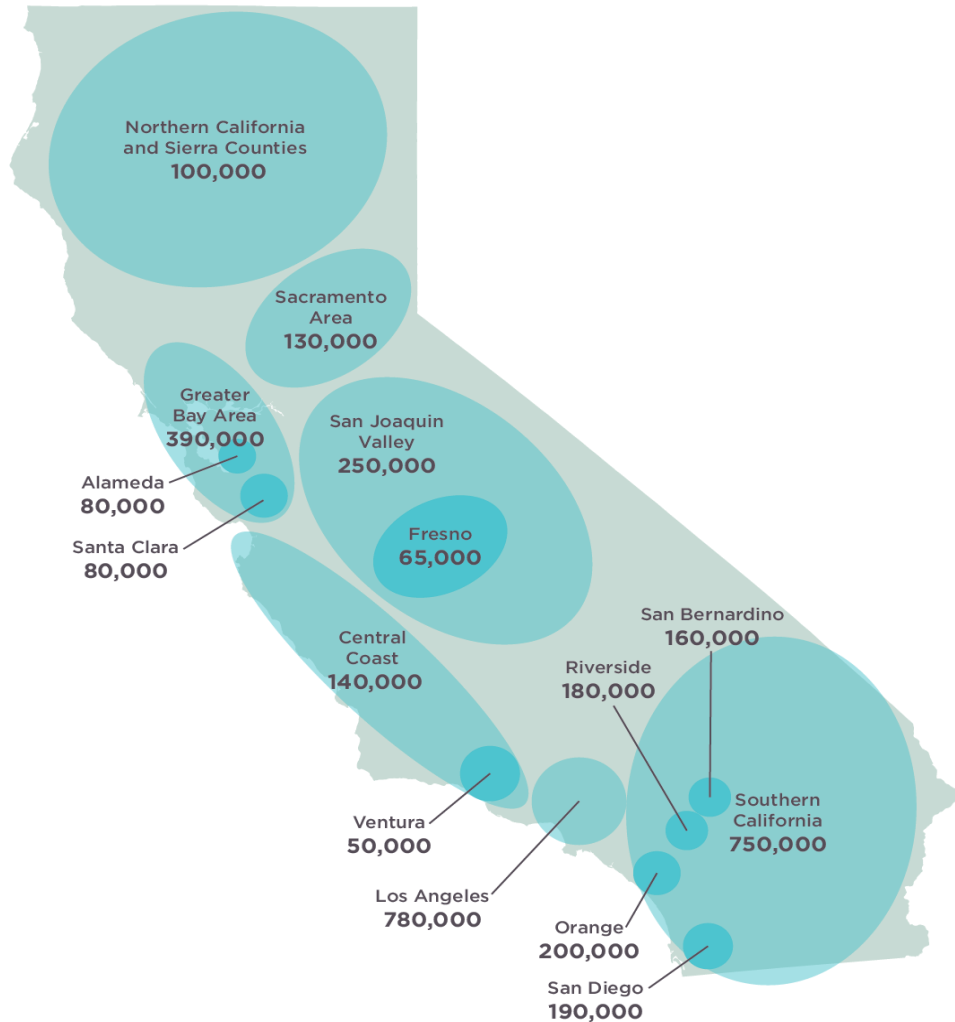 Northern California
and Sierra Counties
100,000
Sacramento
Area
130,000
Greater
Bay Area
390,000
San Joaquin
Valley
250,000
Alameda
80,000
Santa Clara
80,000
Fresno
65,000
Central
Coast
140,000
San Bernardino
160,000
Riverside
180,000
Southern
California
750,000
Ventura
50,000
Los Angeles
780,000
Orange
200,000
San Diego
190,000